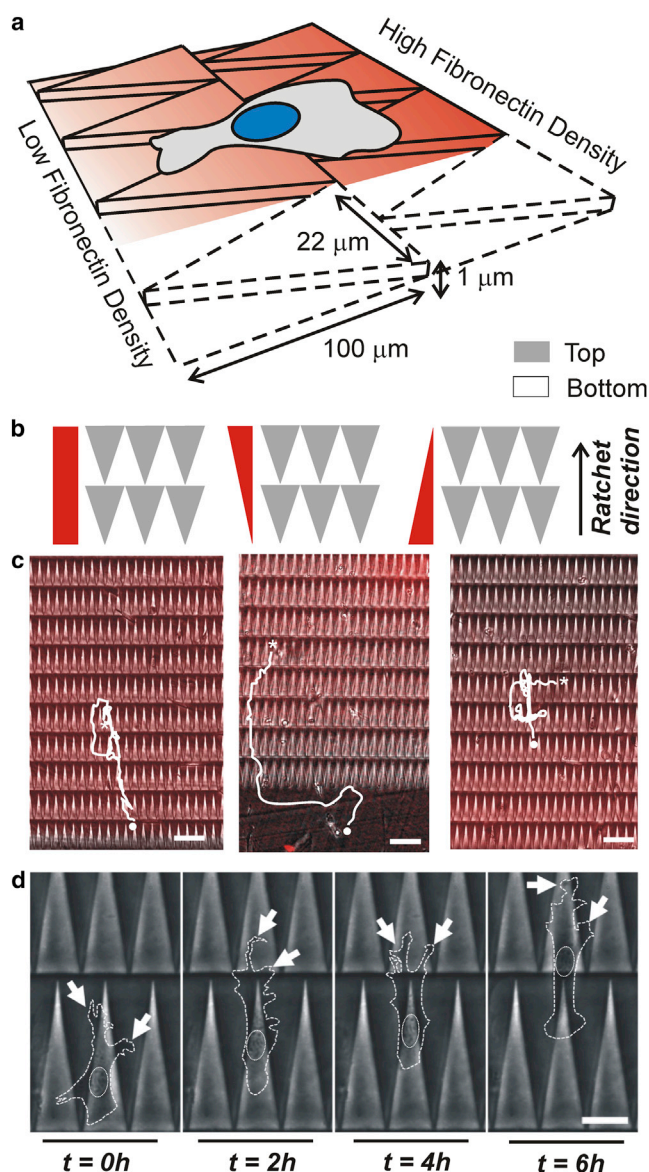 a
High Fibronectin Density
Low Fibronectin Density
22 μm
1 μm
100 μm
Top
Bottom
b
Ratchet
direction
c
*
*
*
d
t = 0h
t = 2h
t = 4h
t = 6h